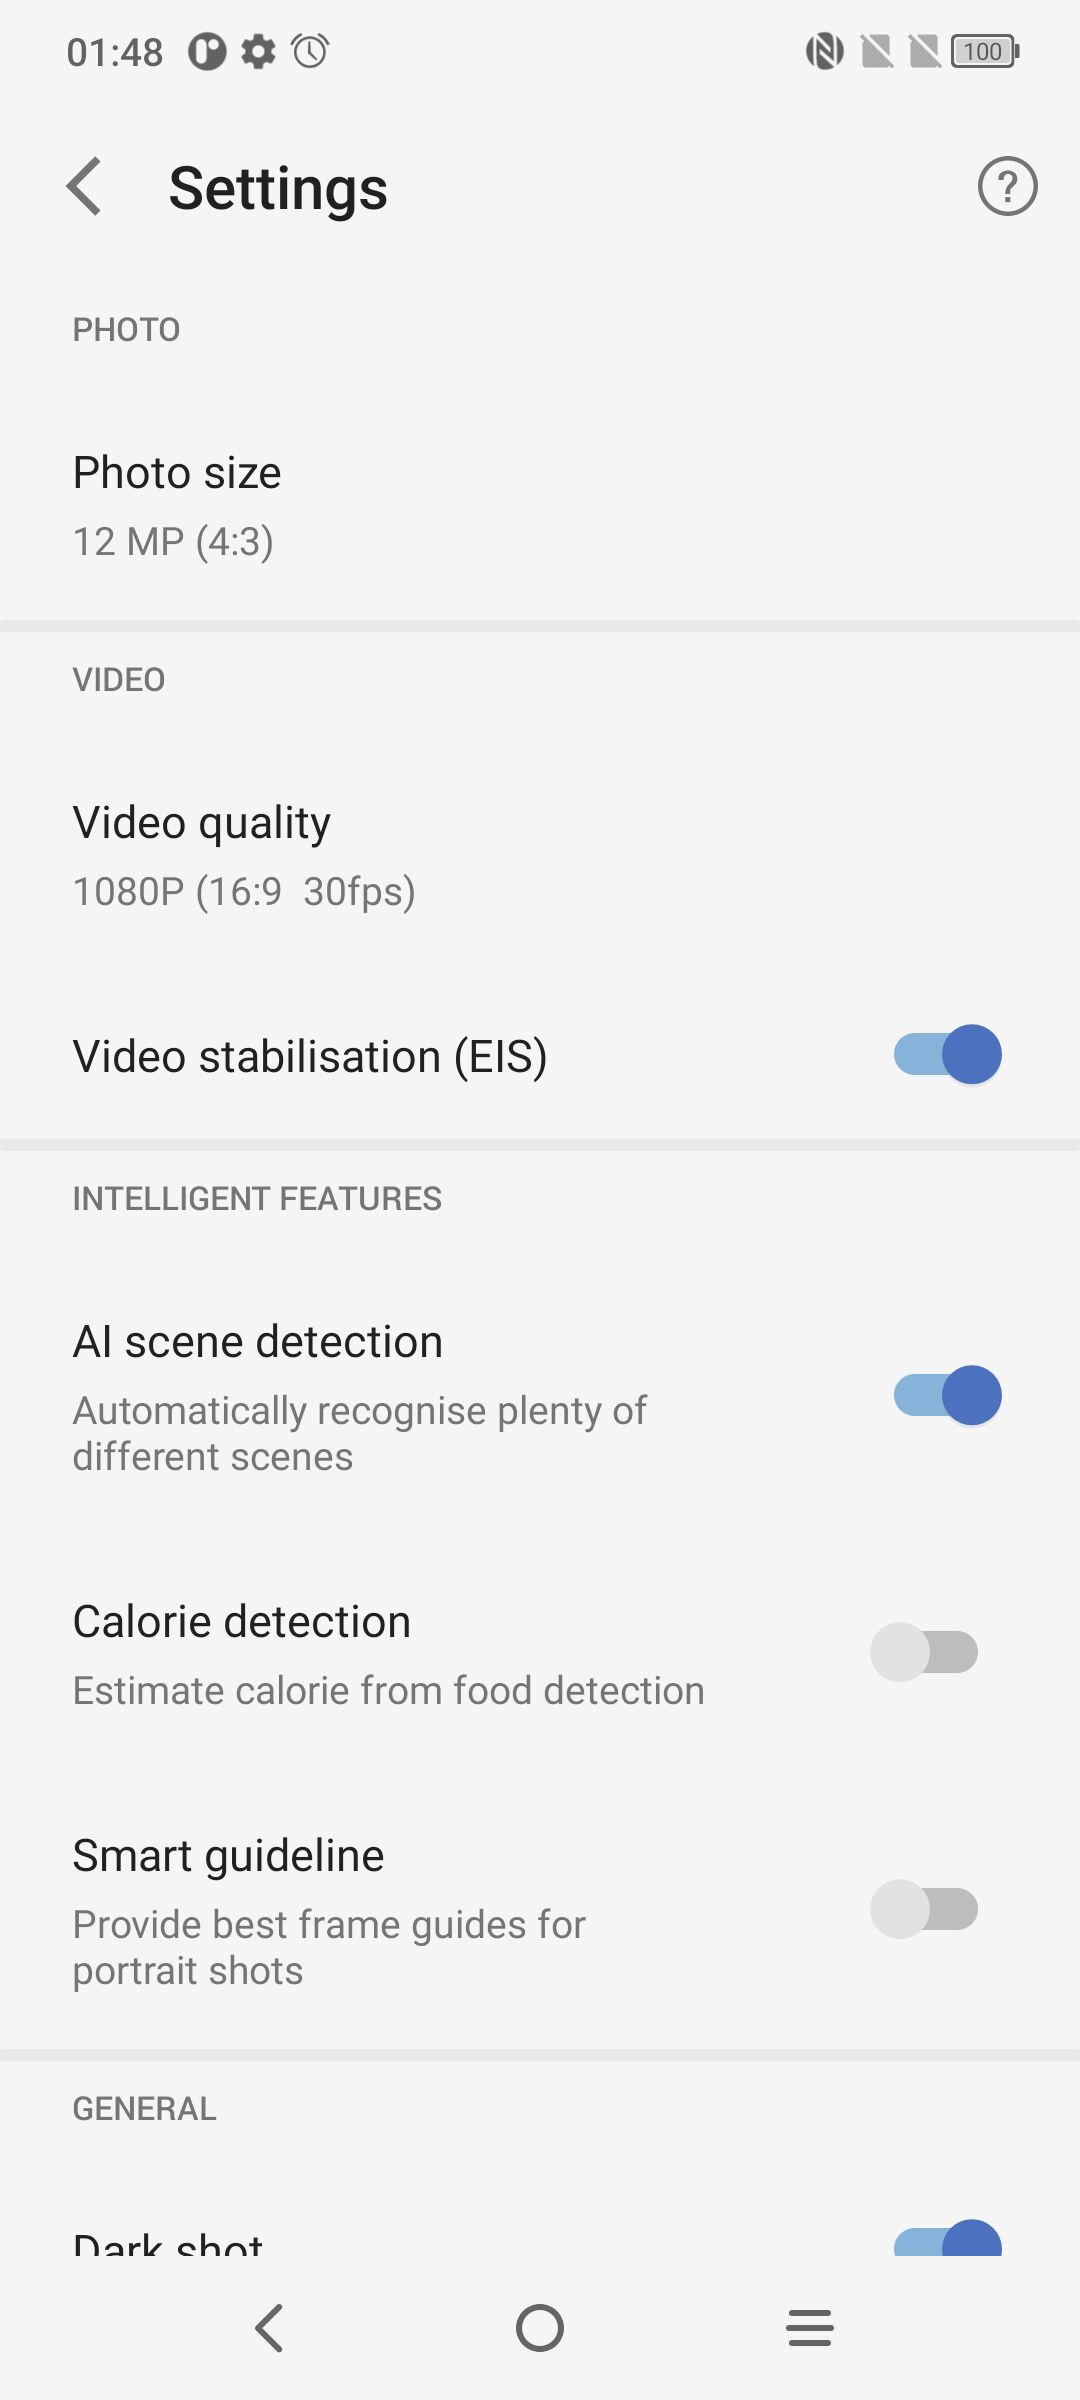 01:48
100
Settings
?
PHOTO
Photo size
12 MP (4:3)
VIDEO
Video quality
1080P (16:9  30fps)
Video stabilisation (EIS)
INTELLIGENT FEATURES
AI scene detection
Automatically recognise plenty of
different scenes
Calorie detection
Estimate calorie from food detection
Smart guideline
Provide best frame guides for
portrait shots
GENERAL
Dark shot